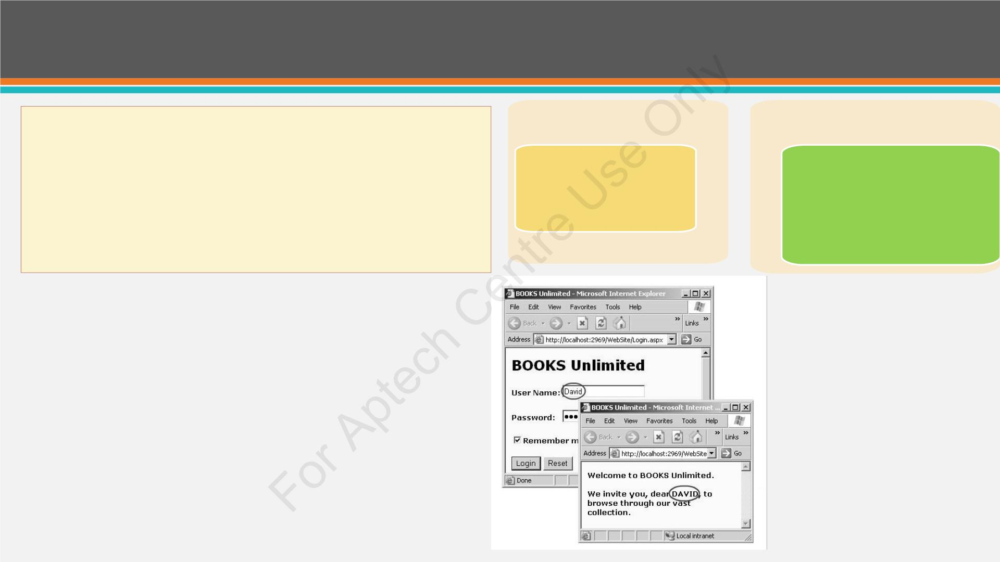 For Aptech Centre Use Only
BOOKS Unlimited - Microsoft Internet Explorer
File Edit View Favorites Tools Help
Back » Links »
Address http://localhost:2969/WebSite/Login.aspx Go
BOOKS Unlimited
User Name: David
Password: •••
Remember m
Login Reset
Done
BOOKS Unlimited - Microsoft Internet ...
File Edit View Favorites Tools Help
Back » Links »
Address http://localhost:2969/WebSite Go
Welcome to BOOKS Unlimited.
We invite you, dear DAVID, to
browse through our vast
collection.
Local intranet